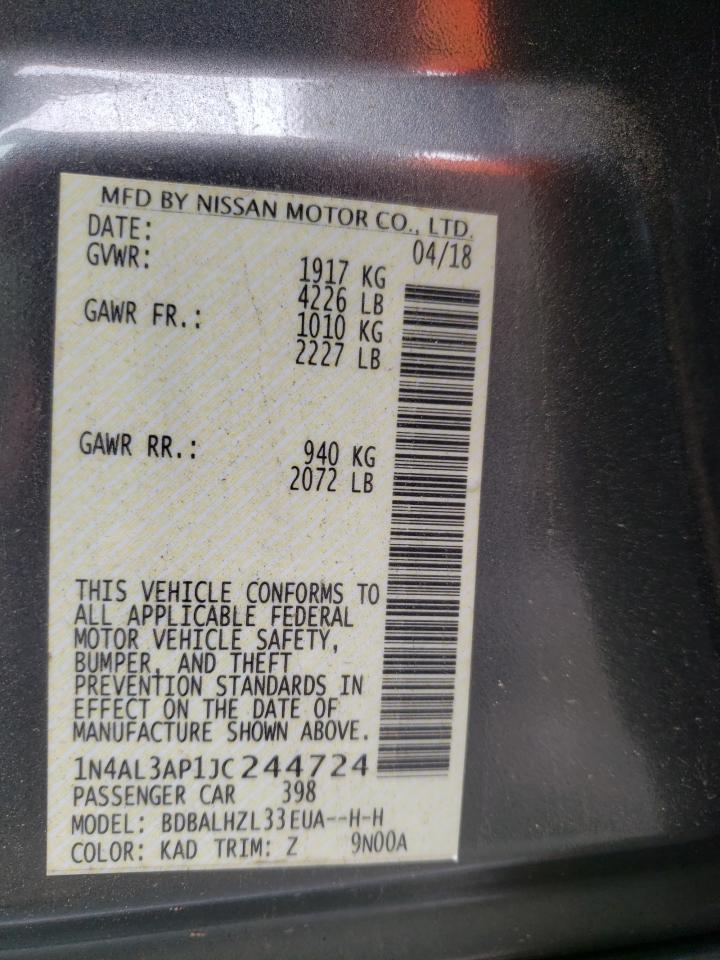 MFD BY NISSAN MOTOR CO., LTD.
DATE: 04/18
GVWR: 1917 KG
4226 LB
GAWR FR.: 1010 KG
2227 LB
GAWR RR.: 940 KG
2072 LB
THIS VEHICLE CONFORMS TO
ALL APPLICABLE FEDERAL
MOTOR VEHICLE SAFETY,
BUMPER, AND THEFT
PREVENTION STANDARDS IN
EFFECT ON THE DATE OF
MANUFACTURE SHOWN ABOVE.
1N4AL3AP1JC244724
PASSENGER CAR 398
MODEL: BDBALHZL33EUA--H-H
COLOR: KAD TRIM: Z 9N00A